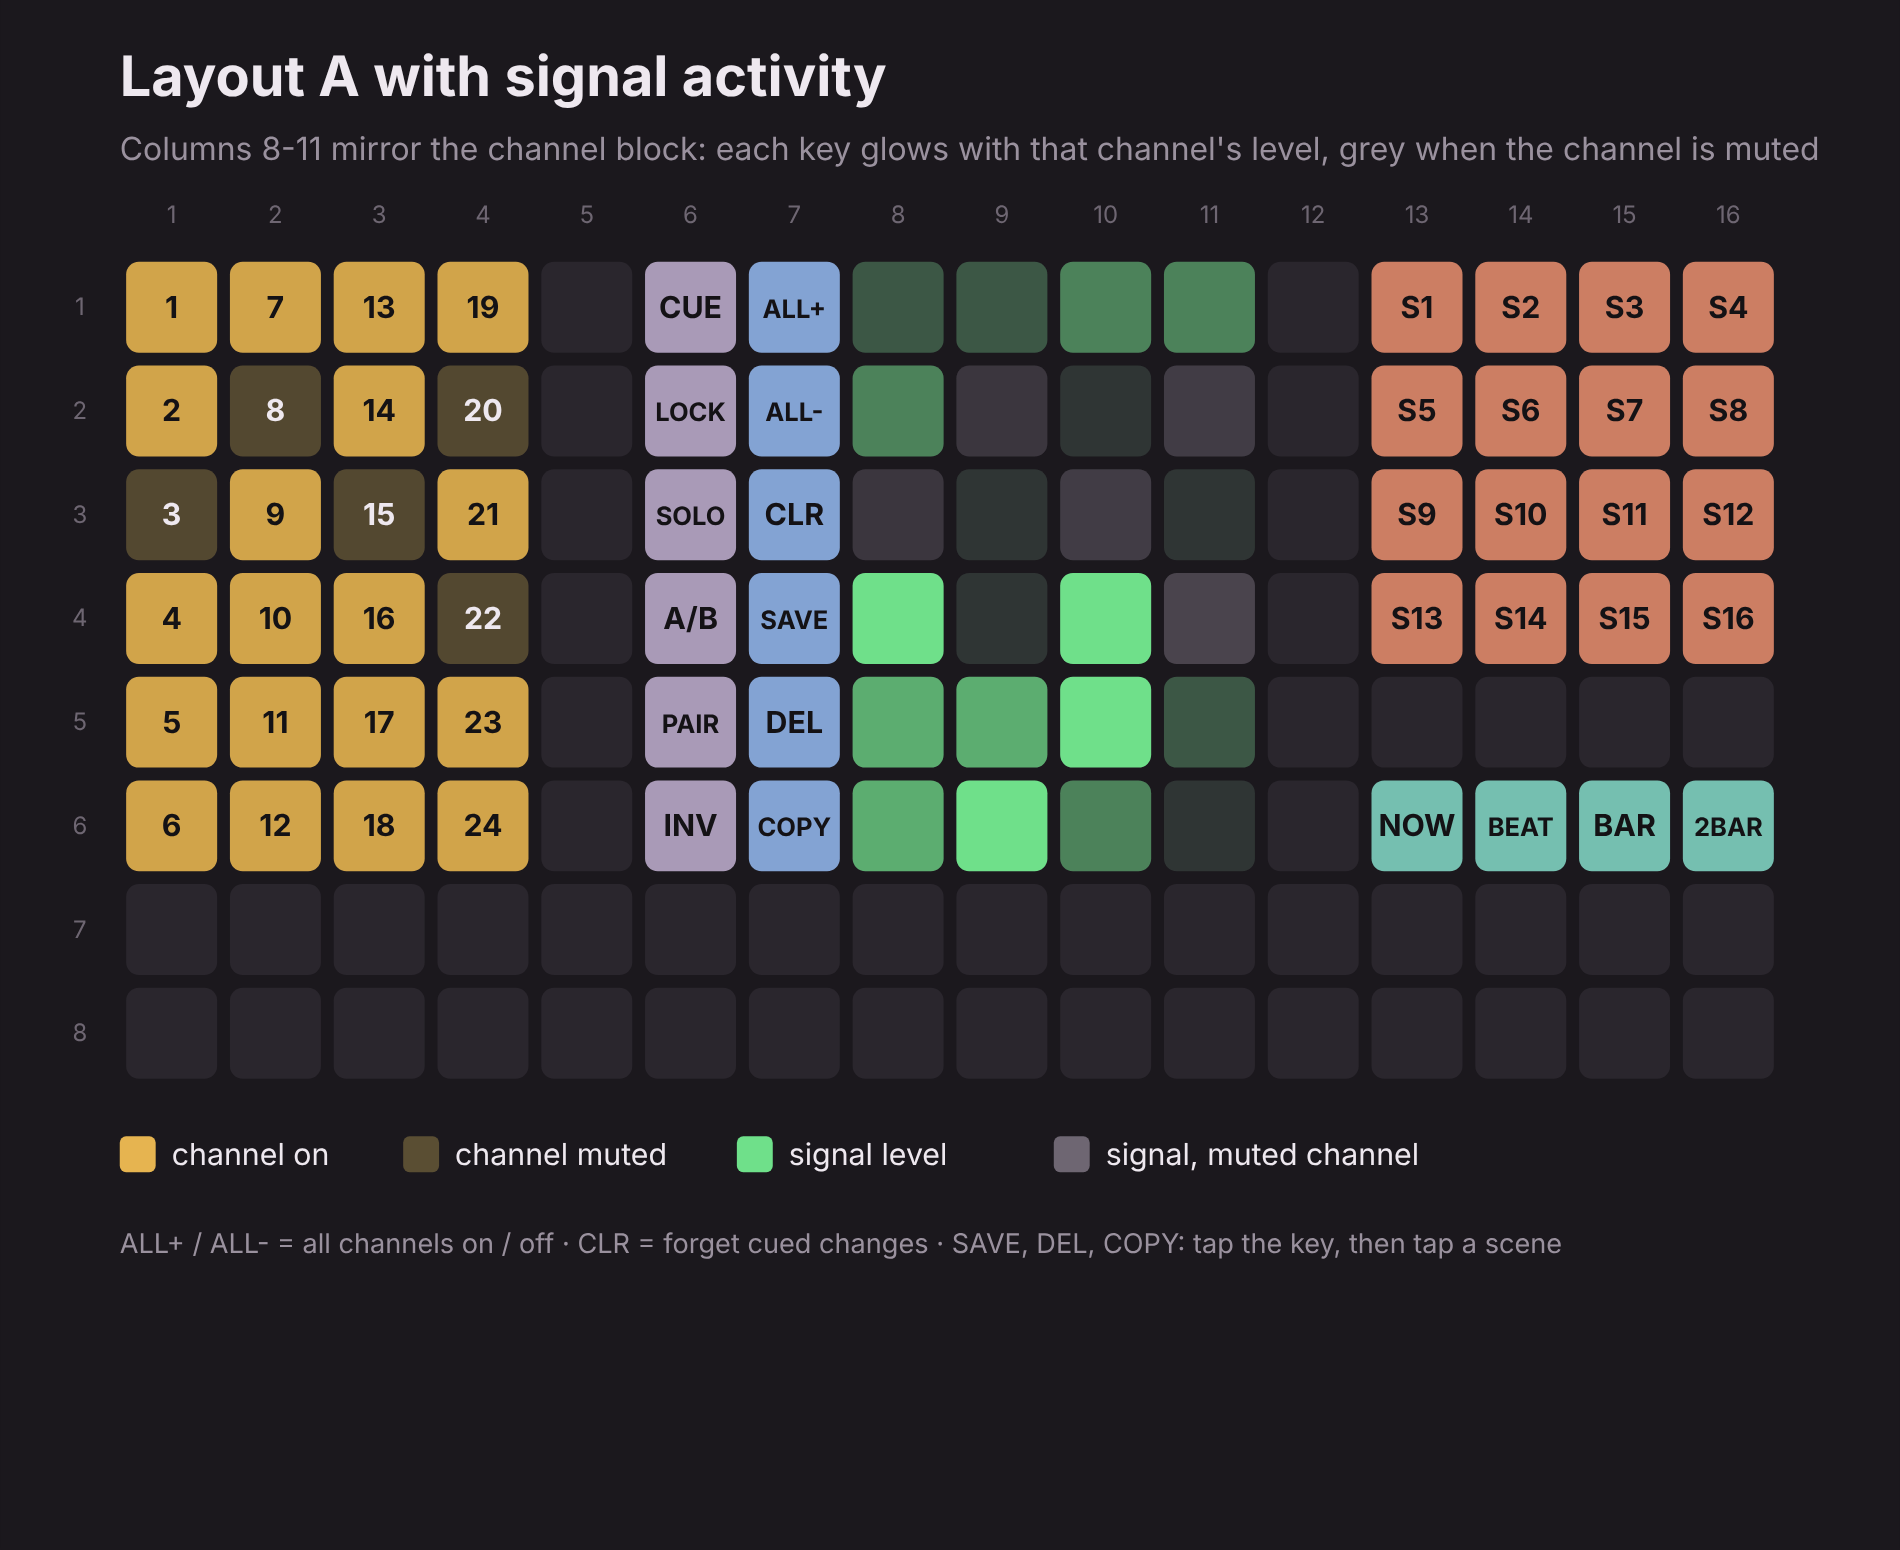 Layout A with signal activity
Columns 8-11 mirror the channel block: each key glows with that channel's level, grey when the channel is muted
1 2 3 4 5 6 7 8 9 10 11 12 13 14 15 16
1 1 7 13 19 CUE ALL+ S1 S2 S3 S4
2 2 8 14 20 LOCK ALL- S5 S6 S7 S8
3 3 9 15 21 SOLO CLR S9 S10 S11 S12
4 4 10 16 22 A/B SAVE S13 S14 S15 S16
5 5 11 17 23 PAIR DEL
6 6 12 18 24 INV COPY NOW BEAT BAR 2BAR
7
8
channel on channel muted signal level signal, muted channel
ALL+ / ALL- = all channels on / off · CLR = forget cued changes · SAVE, DEL, COPY: tap the key, then tap a scene